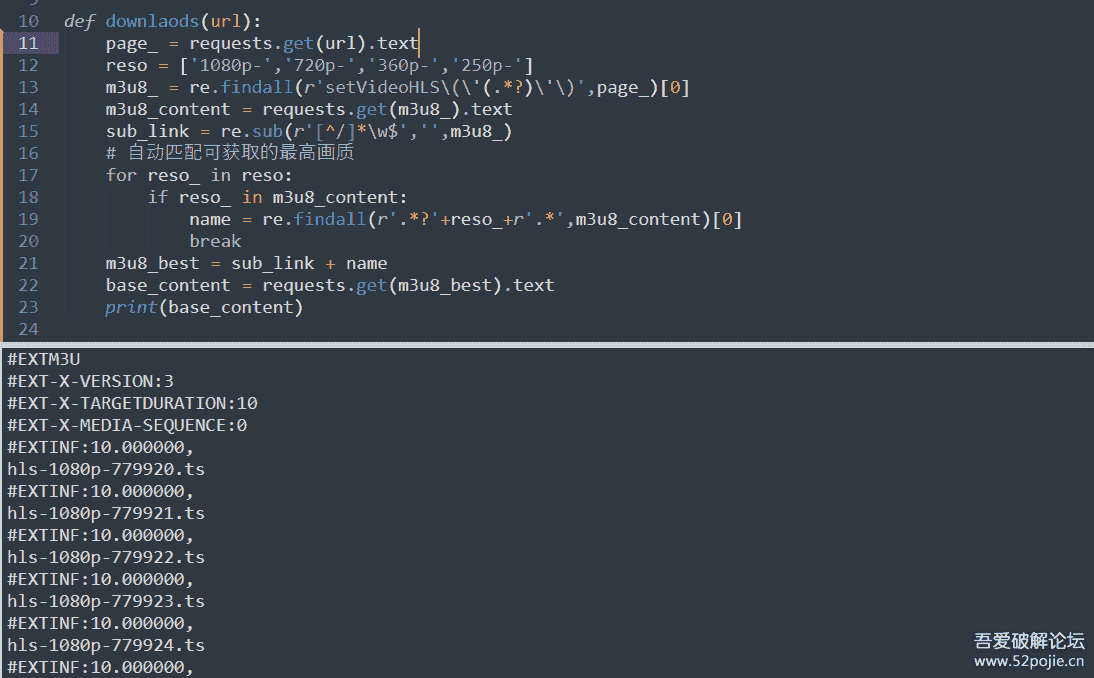 10 def downlaods(url):
11 page_ = requests.get(url).text
12 reso = ['1080p-','720p-','360p-','250p-']
13 m3u8_ = re.findall(r'setVideoHLS\(\'(.*?)\'\)',page_)[0]
14 m3u8_content = requests.get(m3u8_).text
15 sub_link = re.sub(r'[^/]*\w$','',m3u8_)
16 # 自动匹配可获取的最高画质
17 for reso_ in reso:
18 if reso_ in m3u8_content:
19 name = re.findall(r'.*?'+reso_+r'.*',m3u8_content)[0]
20 break
21 m3u8_best = sub_link + name
22 base_content = requests.get(m3u8_best).text
23 print(base_content)
24
#EXTM3U
#EXT-X-VERSION:3
#EXT-X-TARGETDURATION:10
#EXT-X-MEDIA-SEQUENCE:0
#EXTINF:10.000000,
hls-1080p-779920.ts
#EXTINF:10.000000,
hls-1080p-779921.ts
#EXTINF:10.000000,
hls-1080p-779922.ts
#EXTINF:10.000000,
hls-1080p-779923.ts
#EXTINF:10.000000,
hls-1080p-779924.ts
#EXTINF:10.000000,
吾爱破解论坛
www.52pojie.cn